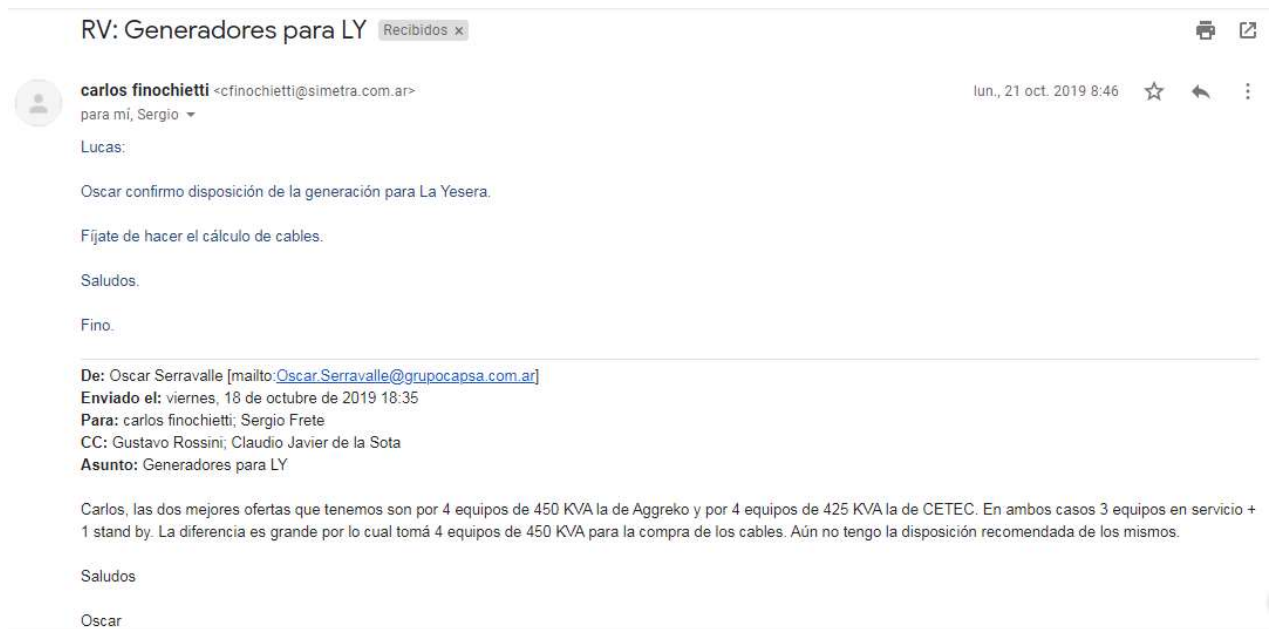 RV: Generadores para LY Recibidos x
carlos finochietti <cfinochietti@simetra.com.ar> lun., 21 oct. 2019 8:46
para mí, Sergio
Lucas:
Oscar confirmo disposición de la generación para La Yesera.
Fíjate de hacer el cálculo de cables.
Saludos.
Fino.
De: Oscar Serravalle [mailto:Oscar.Serravalle@grupocapsa.com.ar]
Enviado el: viernes, 18 de octubre de 2019 18:35
Para: carlos finochietti; Sergio Frete
CC: Gustavo Rossini; Claudio Javier de la Sota
Asunto: Generadores para LY
Carlos, las dos mejores ofertas que tenemos son por 4 equipos de 450 KVA la de Aggreko y por 4 equipos de 425 KVA la de CETEC. En ambos casos 3 equipos en servicio +
1 stand by. La diferencia es grande por lo cual tomá 4 equipos de 450 KVA para la compra de los cables. Aún no tengo la disposición recomendada de los mismos.
Saludos
Oscar